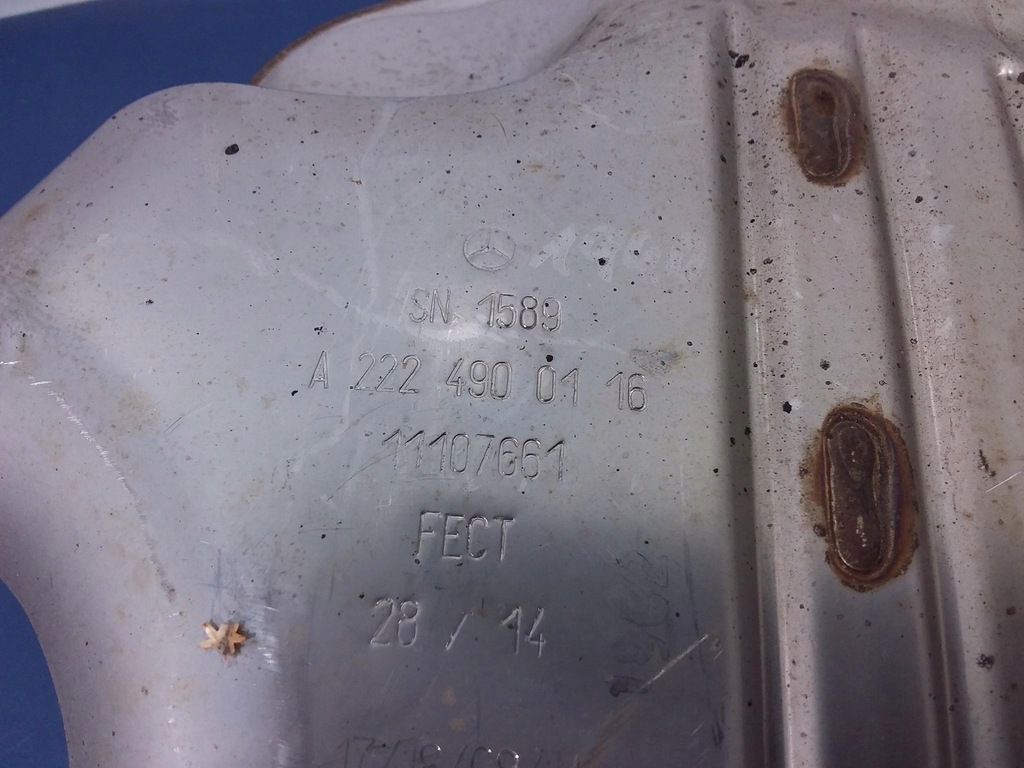 SN 1589
A 222 490 01 16
11107661
FECT
28 / 14